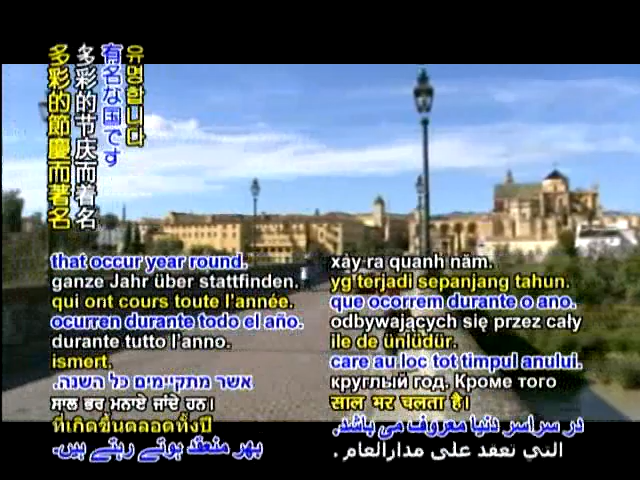 多彩的節慶而著名
多彩的节庆而着名
有名な国です
유명합니다
that occur year round.
ganze Jahr über stattfinden.
qui ont cours toute l'année.
ocurren durante todo el año.
durante tutto l'anno.
ismert.
אשר מתקיימים כל השנה.
ਸਾਲ ਭਰ ਮਨਾਏ ਜਾਂਦੇ ਹਨ।
ที่เกิดขึ้นตลอดทั้งปี
بھر منعقد ہوتے رہتے ہیں.
xảy ra quanh năm.
yg terjadi sepanjang tahun.
que ocorrem durante o ano.
odbywających się przez cały
ile de ünlüdür.
care au loc tot timpul anului.
круглый год. Кроме того
साल भर चलता है।
در سراسر دنیا معروف می باشد.
التي تعقد على مدار العام.